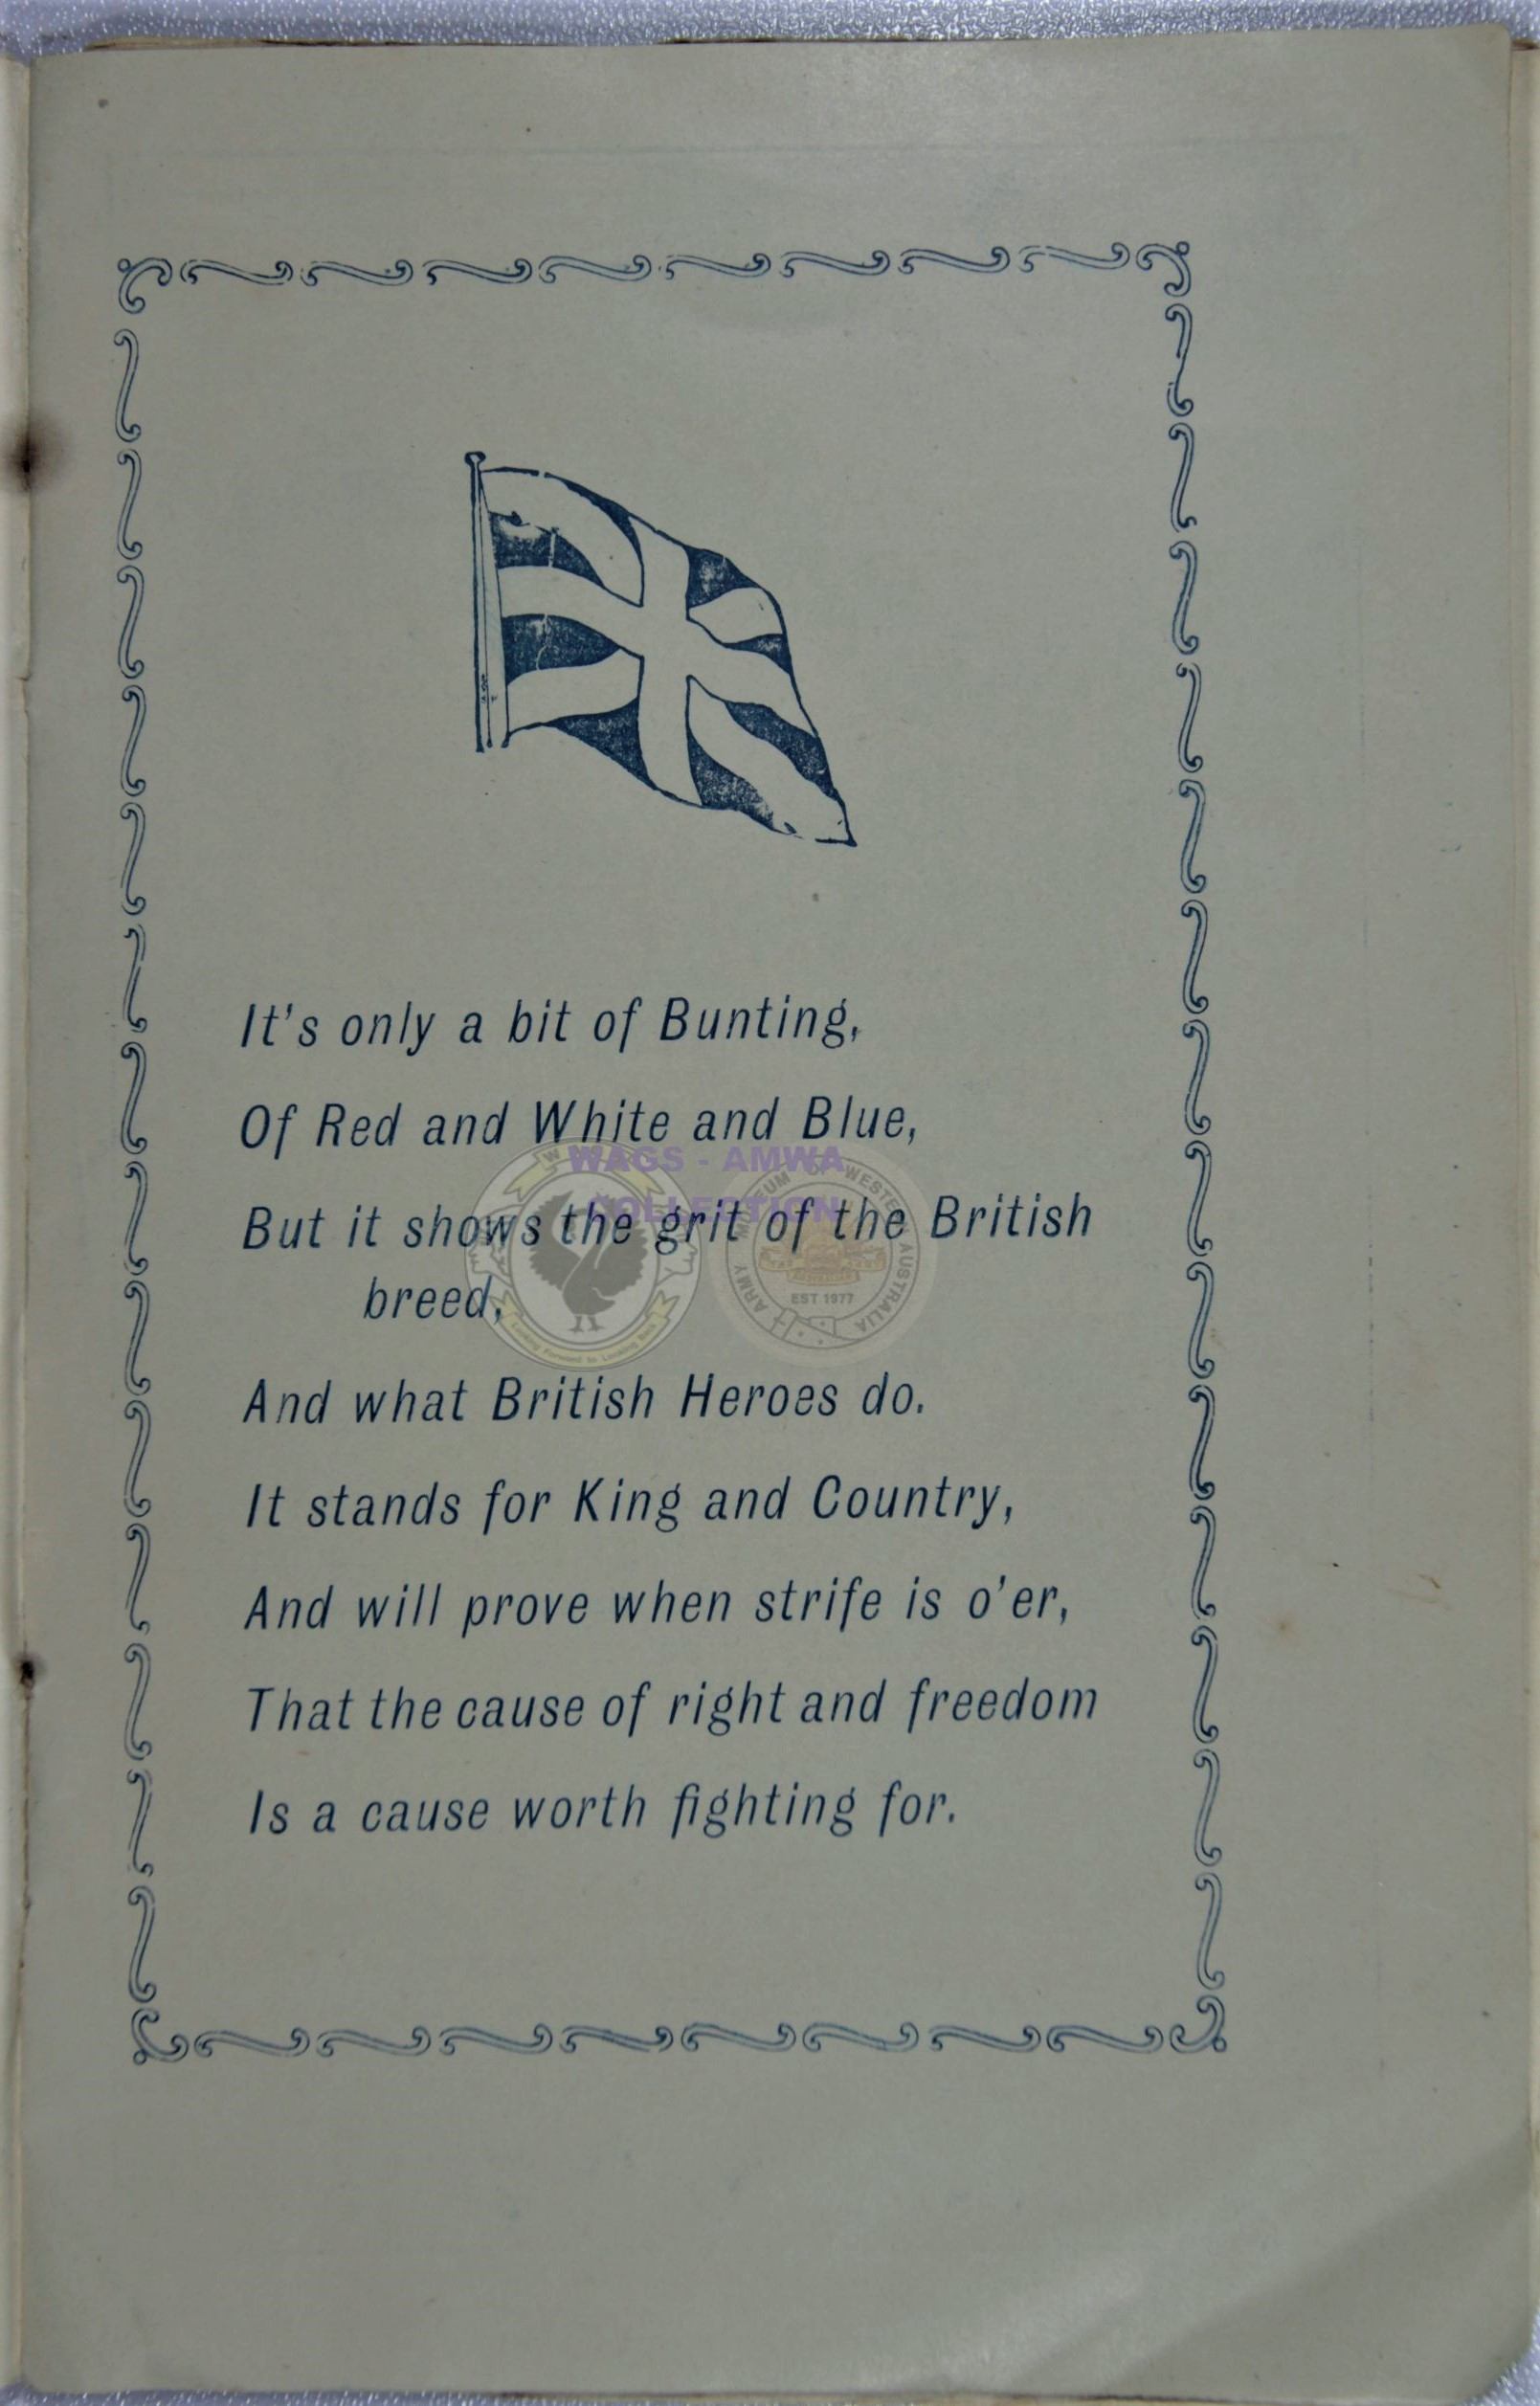 It's only a bit of Bunting,
Of Red and White and Blue,
WAGS - AMWA
COLLECTION
But it shows the grit of the British
breed,
EST 1977
And what British Heroes do.
It stands for King and Country,
And will prove when strife is o'er,
That the cause of right and freedom
Is a cause worth fighting for.